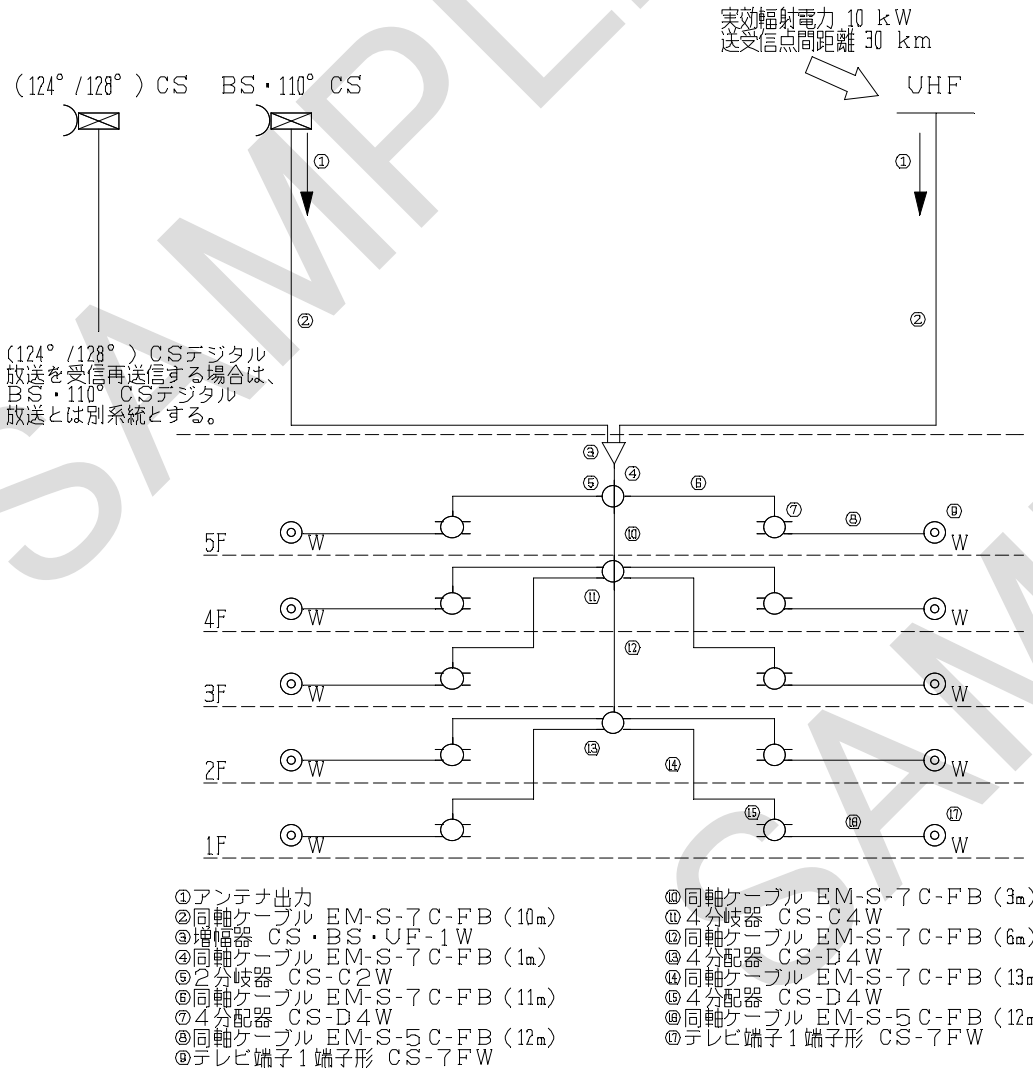 実効輻射電力 10 kW
送受信点間距離 30 km
(124°/128°) CS
BS・110° CS
UHF
①
①
②
②
(124°/128°) CSデジタル
放送を受信再送信する場合は、
BS・110° CSデジタル
放送とは別系統とする。
③
④
⑤
⑥
⑦
⑧
⑨
5F
W
W
⑩
⑪
4F
W
W
⑫
3F
W
W
⑬
⑭
2F
W
W
⑮
⑯
⑰
1F
W
W
①アンテナ出力
②同軸ケーブル EM-S-7C-FB (10m)
③増幅器 CS・BS・UF-1W
④同軸ケーブル EM-S-7C-FB (1m)
⑤2分岐器 CS-C2W
⑥同軸ケーブル EM-S-7C-FB (11m)
⑦4分配器 CS-D4W
⑧同軸ケーブル EM-S-5C-FB (12m)
⑨テレビ端子1端子形 CS-7FW
⑩同軸ケーブル EM-S-7C-FB (3m)
⑪4分岐器 CS-C4W
⑫同軸ケーブル EM-S-7C-FB (6m)
⑬4分配器 CS-D4W
⑭同軸ケーブル EM-S-7C-FB (13m
⑮4分配器 CS-D4W
⑯同軸ケーブル EM-S-5C-FB (12m
⑰テレビ端子1端子形 CS-7FW
SAMPLE
SAM